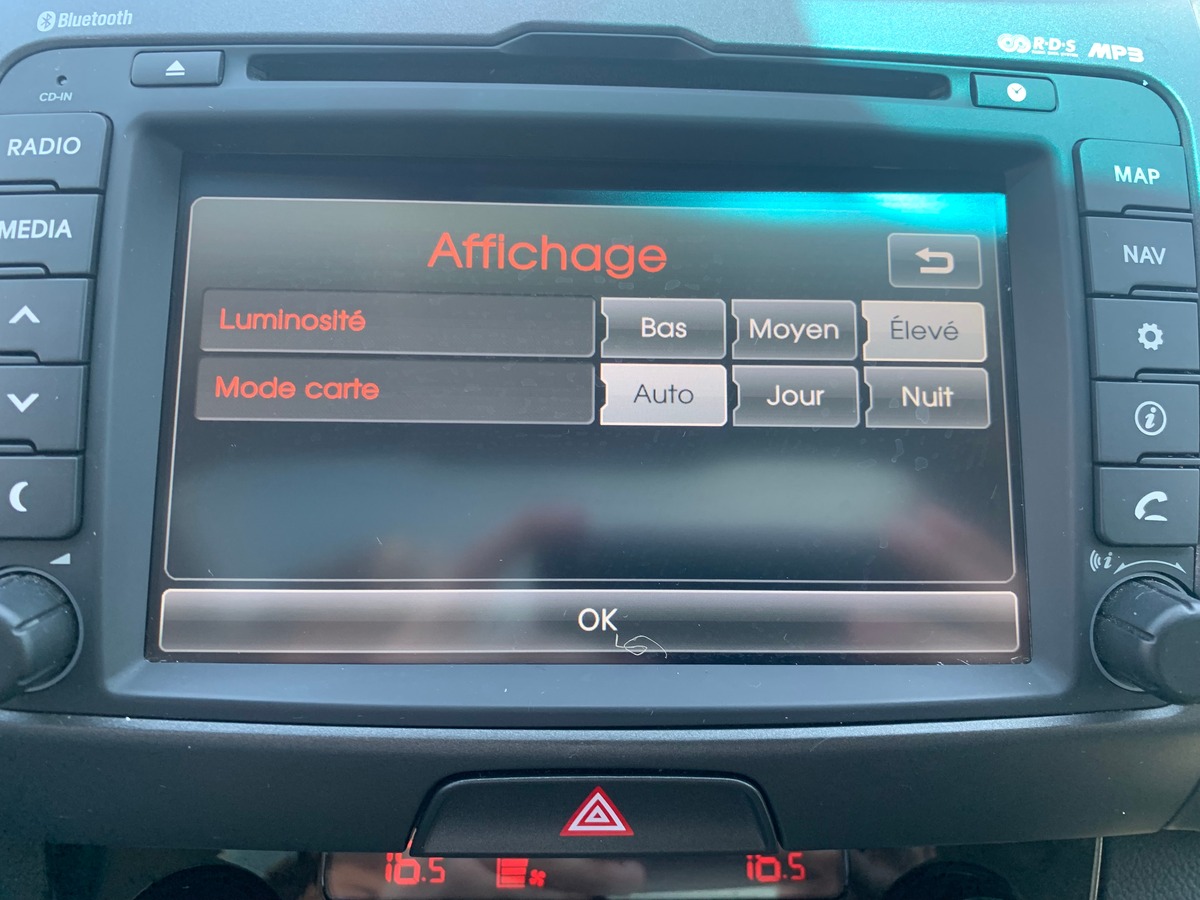 Bluetooth
R·D·S
MP3
CD-IN
RADIO
MEDIA
MAP
NAV
Affichage
Luminosité
Bas
Moyen
Élevé
Mode carte
Auto
Jour
Nuit
OK
16.5
16.5